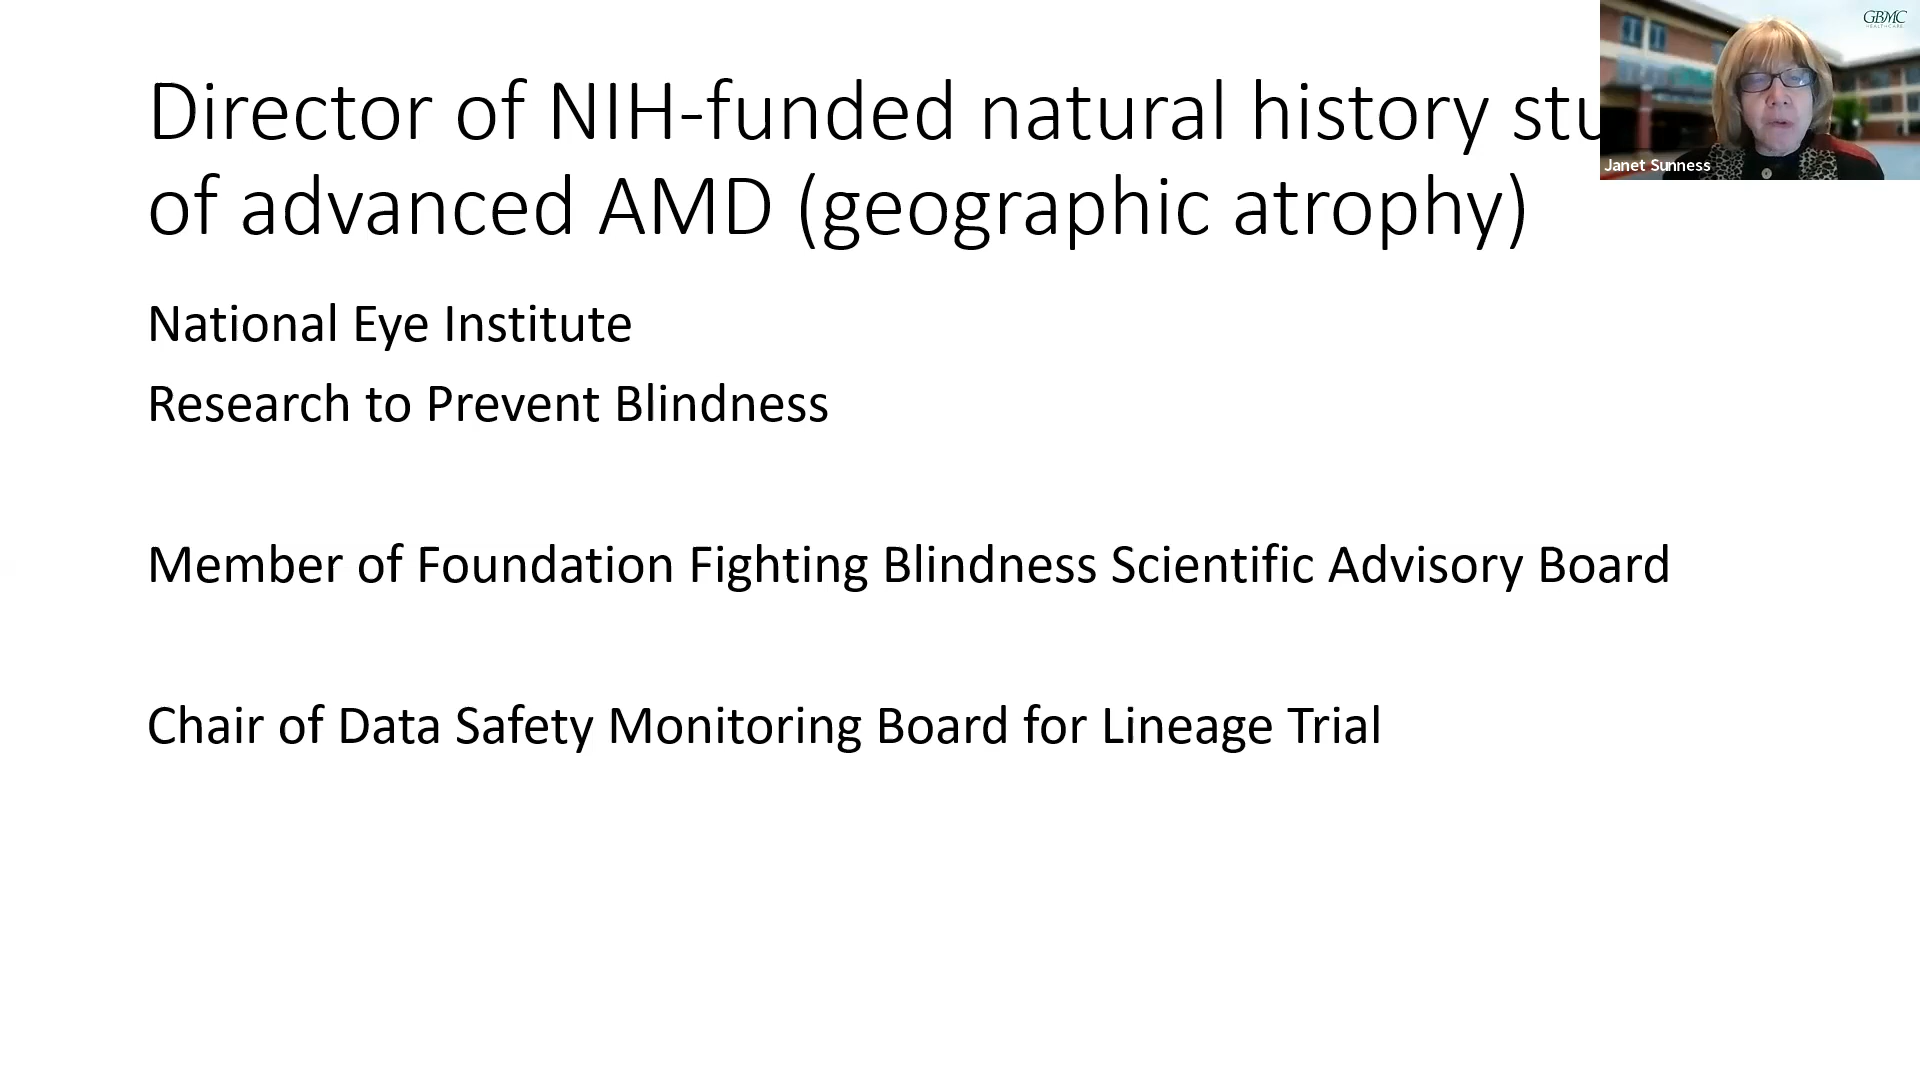 Director of NIH-funded natural history stu
of advanced AMD (geographic atrophy)
National Eye Institute
Research to Prevent Blindness
Member of Foundation Fighting Blindness Scientific Advisory Board
Chair of Data Safety Monitoring Board for Lineage Trial
GBMC
HEALTHCARE
Janet Sunness